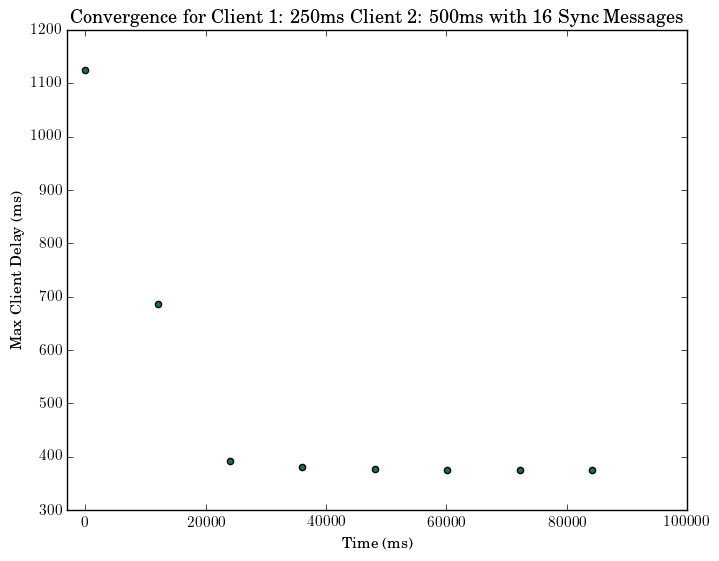 Convergence for Client 1: 250ms Client 2: 500ms with 16 Sync Messages
1200
1100
1000
900
800
700
600
500
400
300
Max Client Delay (ms)
0 20000 40000 60000 80000 100000
Time (ms)